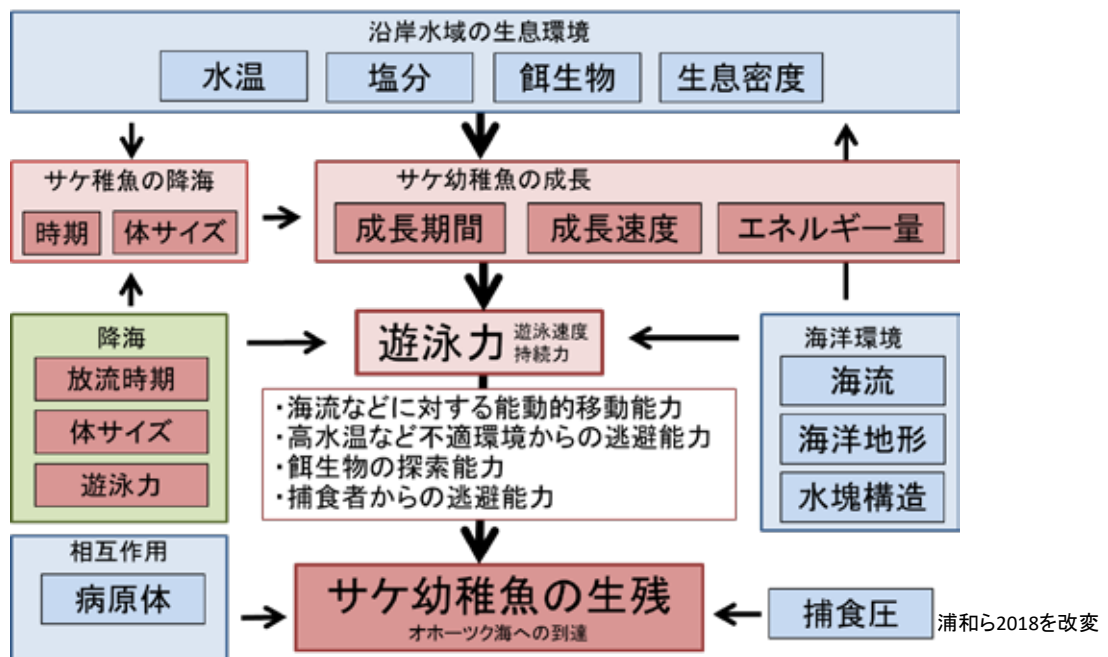 沿岸水域の生息環境
水温
塩分
餌生物
生息密度
サケ稚魚の降海
時期
体サイズ
サケ幼稚魚の成長
成長期間
成長速度
エネルギー量
降海
放流時期
体サイズ
遊泳力
遊泳力 遊泳速度
持続力
・海流などに対する能動的移動能力
・高水温など不適環境からの逃避能力
・餌生物の探索能力
・捕食者からの逃避能力
海洋環境
海流
海洋地形
水塊構造
相互作用
病原体
サケ幼稚魚の生残
オホーツク海への到達
捕食圧
浦和ら2018を改変